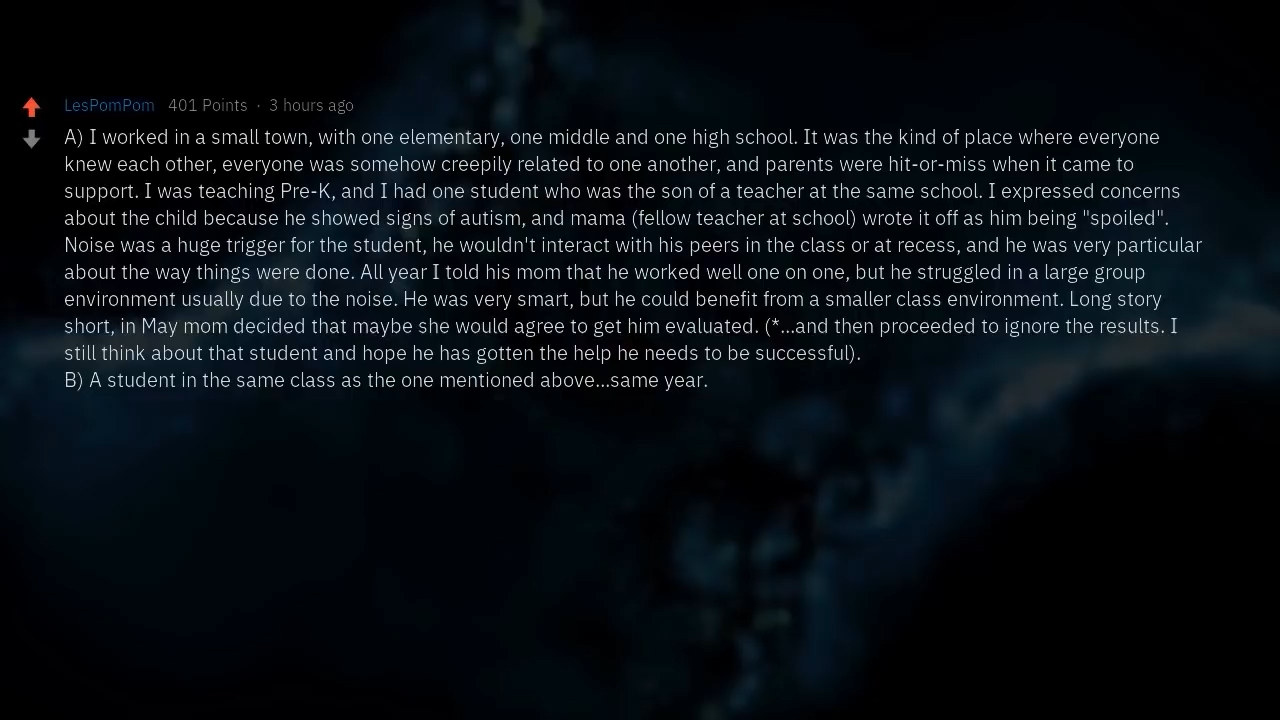 LesPomPom 401 Points · 3 hours ago
A) I worked in a small town, with one elementary, one middle and one high school. It was the kind of place where everyone
knew each other, everyone was somehow creepily related to one another, and parents were hit-or-miss when it came to
support. I was teaching Pre-K, and I had one student who was the son of a teacher at the same school. I expressed concerns
about the child because he showed signs of autism, and mama (fellow teacher at school) wrote it off as him being "spoiled".
Noise was a huge trigger for the student, he wouldn't interact with his peers in the class or at recess, and he was very particular
about the way things were done. All year I told his mom that he worked well one on one, but he struggled in a large group
environment usually due to the noise. He was very smart, but he could benefit from a smaller class environment. Long story
short, in May mom decided that maybe she would agree to get him evaluated. (*...and then proceeded to ignore the results. I
still think about that student and hope he has gotten the help he needs to be successful).
B) A student in the same class as the one mentioned above...same year.